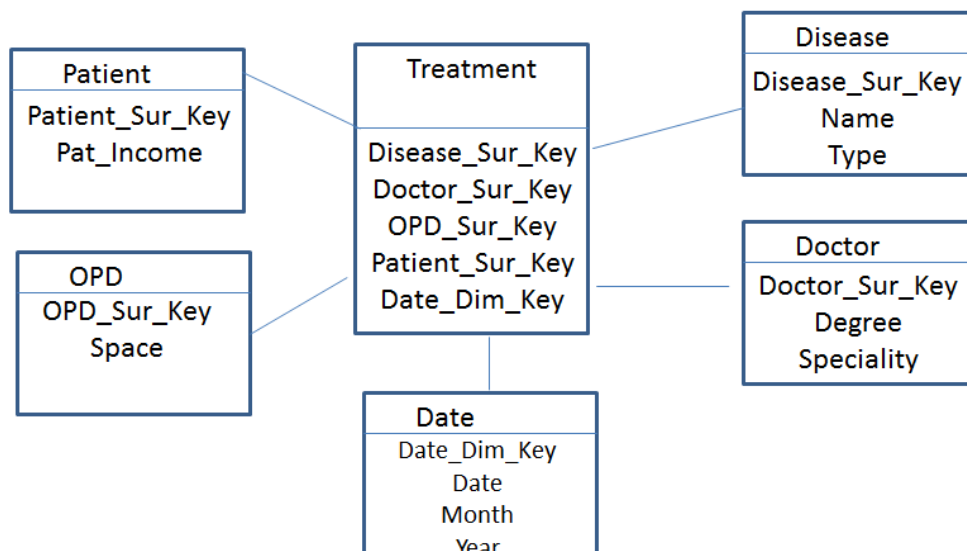 Patient
Patient_Sur_Key
Pat_Income
Treatment
Disease_Sur_Key
Doctor_Sur_Key
OPD_Sur_Key
Patient_Sur_Key
Date_Dim_Key
Disease
Disease_Sur_Key
Name
Type
OPD
OPD_Sur_Key
Space
Doctor
Doctor_Sur_Key
Degree
Speciality
Date
Date_Dim_Key
Date
Month
Year